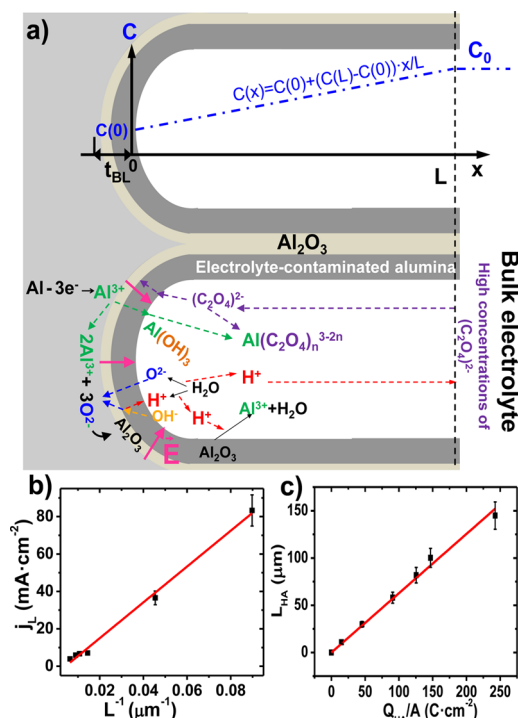 a)
C
C₀
C(x)=C(0)+(C(L)-C(0))·x/L
C(0)
0
t_BL
L
x
Al₂O₃
Electrolyte-contaminated alumina
Bulk electrolyte
High concentrations of (C₂O₄)²⁻
Al - 3e⁻→Al³⁺
(C₂O₄)²⁻
Al(OH)₃
Al(C₂O₄)ₙ³⁻²ⁿ
2Al³⁺ + 3O²⁻
O²⁻
H₂O
H⁺
H⁺
OH⁻
H⁺
Al³⁺+H₂O
Al₂O₃
E
Al₂O₃
b)
j_L (mA·cm⁻²)
80
60
40
20
0
0.02 0.04 0.06 0.08
L⁻¹ (μm⁻¹)
c)
L_HA (μm)
150
100
50
0
0 50 100 150 200 250
/A (C·cm⁻²)